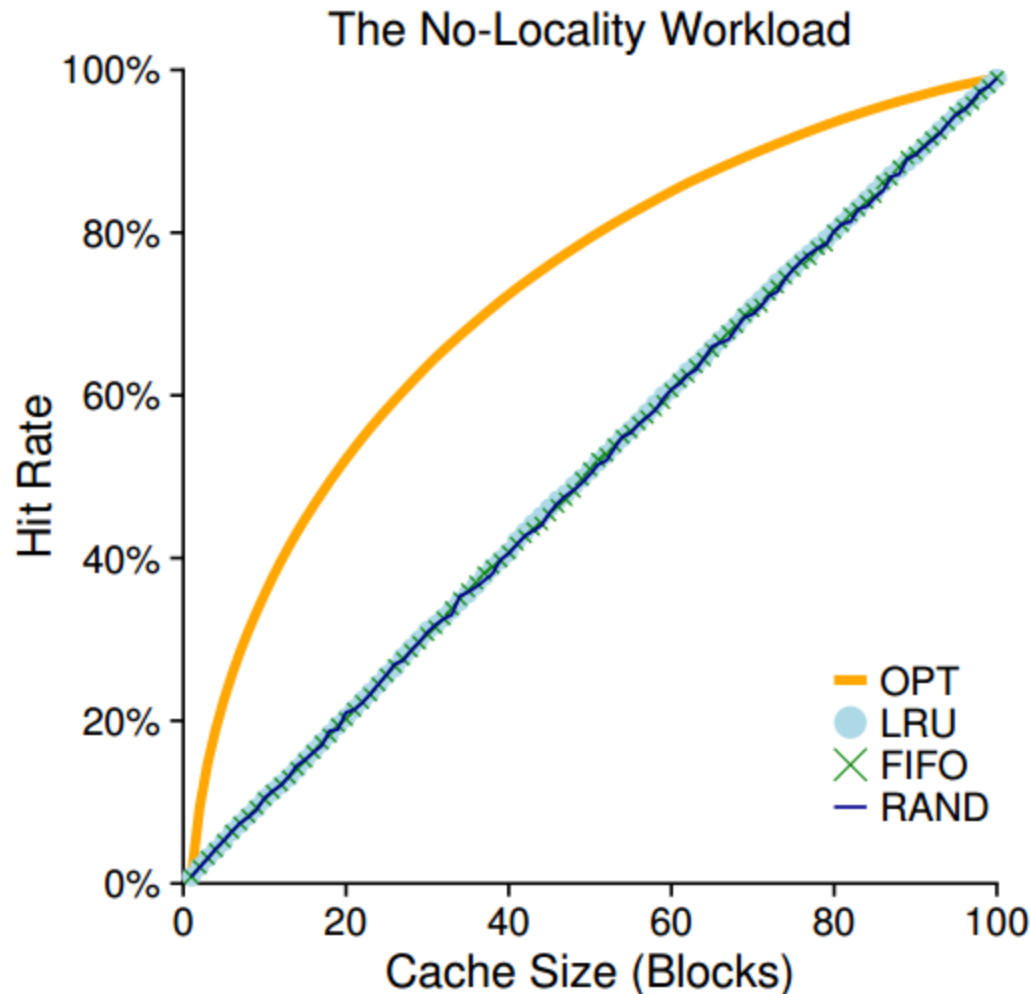 The No-Locality Workload
100%
80%
60%
40%
20%
0%
Hit Rate
0 20 40 60 80 100
Cache Size (Blocks)
OPT
LRU
FIFO
RAND